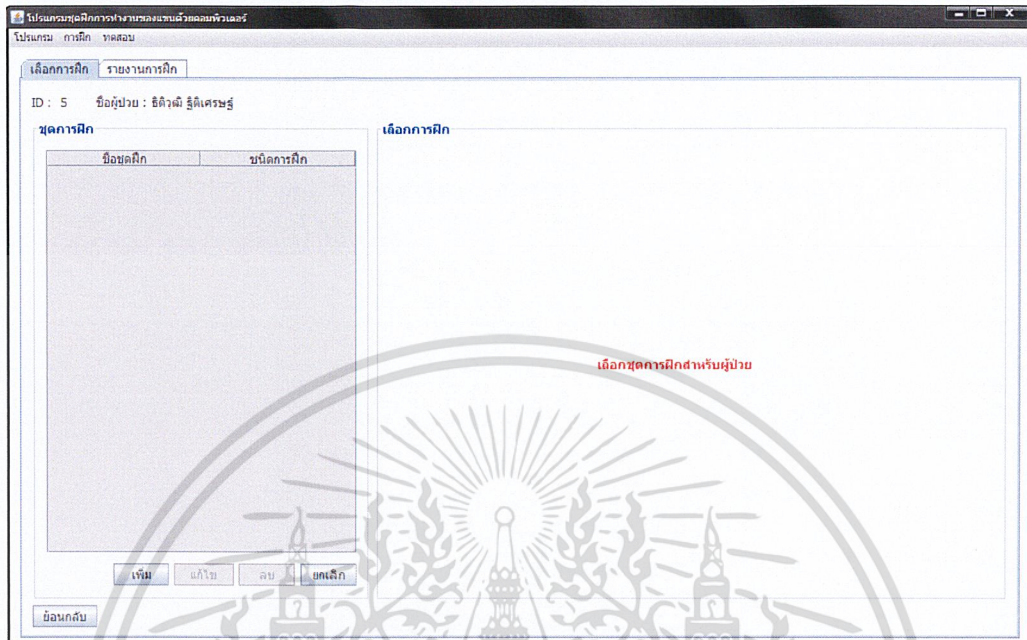 โปรแกรมชุดฝึกการทำงานของแขนด้วยคอมพิวเตอร์
โปรแกรม การฝึก ทดสอบ
เลือกการฝึก รายงานการฝึก
ID : 5 ชื่อผู้ป่วย : ธิติวุฒิ ฐิติเศรษฐ์
ชุดการฝึก เลือกการฝึก
ชื่อชุดฝึก ชนิดการฝึก
เลือกชุดการฝึกสำหรับผู้ป่วย
เพิ่ม แก้ไข ลบ ยกเลิก
ย้อนกลับ